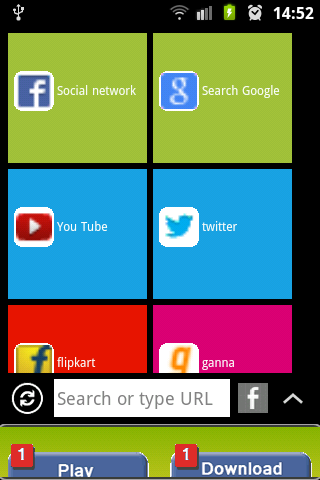 14:52
Social network
Search Google
You Tube
twitter
flipkart
ganna
Search or type URL
1
Play
1
Download